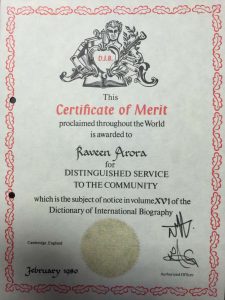 D.I.B.
This
Certificate of Merit
proclaimed throughout the World
is awarded to
Raveen Arora
for
DISTINGUISHED SERVICE
TO THE COMMUNITY
which is the subject of notice in volume XVI of the
Dictionary of International Biography
Cambridge, England
February 1980
Authorized Officer